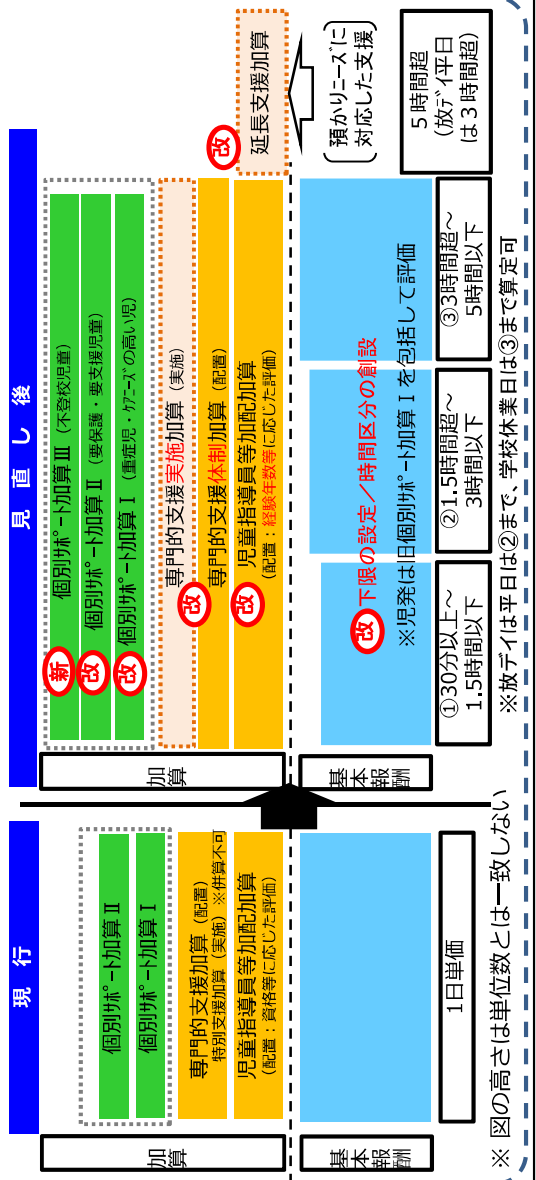 現 行
加算
個別ｻﾎﾟｰﾄ加算Ⅱ
個別ｻﾎﾟｰﾄ加算Ⅰ
専門的支援加算（配置）
特別支援加算（実施）※併算不可
児童指導員等加配加算
（配置：資格等に応じた評価）
基本報酬
1日単価
見 直 し 後
加算
新
個別ｻﾎﾟｰﾄ加算Ⅲ（不登校児童）
改
個別ｻﾎﾟｰﾄ加算Ⅱ（要保護・要支援児童）
改
個別ｻﾎﾟｰﾄ加算Ⅰ（重症児・ｹｱﾆｰｽﾞの高い児）
専門的支援実施加算（実施）
改
専門的支援体制加算（配置）
改
児童指導員等加配加算
（配置：経験年数等に応じた評価）
改
延長支援加算
預かりﾆｰｽﾞに
対応した支援
基本報酬
改
下限の設定／時間区分の創設
※児発は旧個別サポート加算Ⅰを包括して評価
①30分以上～
1.5時間以下
②1.5時間超～
3時間以下
③3時間超～
5時間以下
5時間超
（放ﾃﾞｲ平日
は３時間超）
※放デイは平日は②まで、学校休業日は③まで算定可
※ 図の高さは単位数とは一致しない